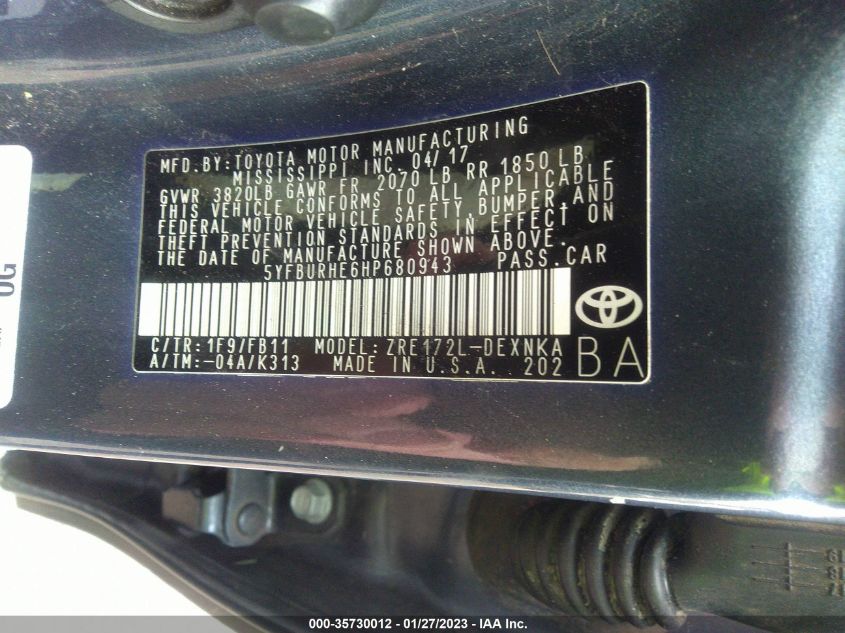 MFD.BY:TOYOTA MOTOR MANUFACTURING
MISSISSIPPI INC. 04/17
GVWR 3820LB GAWR FR 2070 LB RR 1850 LB
THIS VEHICLE CONFORMS TO ALL APPLICABLE
FEDERAL MOTOR VEHICLE SAFETY,BUMPER,AND
THEFT PREVENTION STANDARDS IN EFFECT ON
THE DATE OF MANUFACTURE SHOWN ABOVE.
5YFBURHE6HP680943 PASS.CAR
C/TR:1F9/FB11 MODEL:ZRE172L-DEXNKA
A/TM:-04A/K313 MADE IN U.S.A. 202 BA
OG
000-35730012 — 01/27/2023 — IAA Inc.